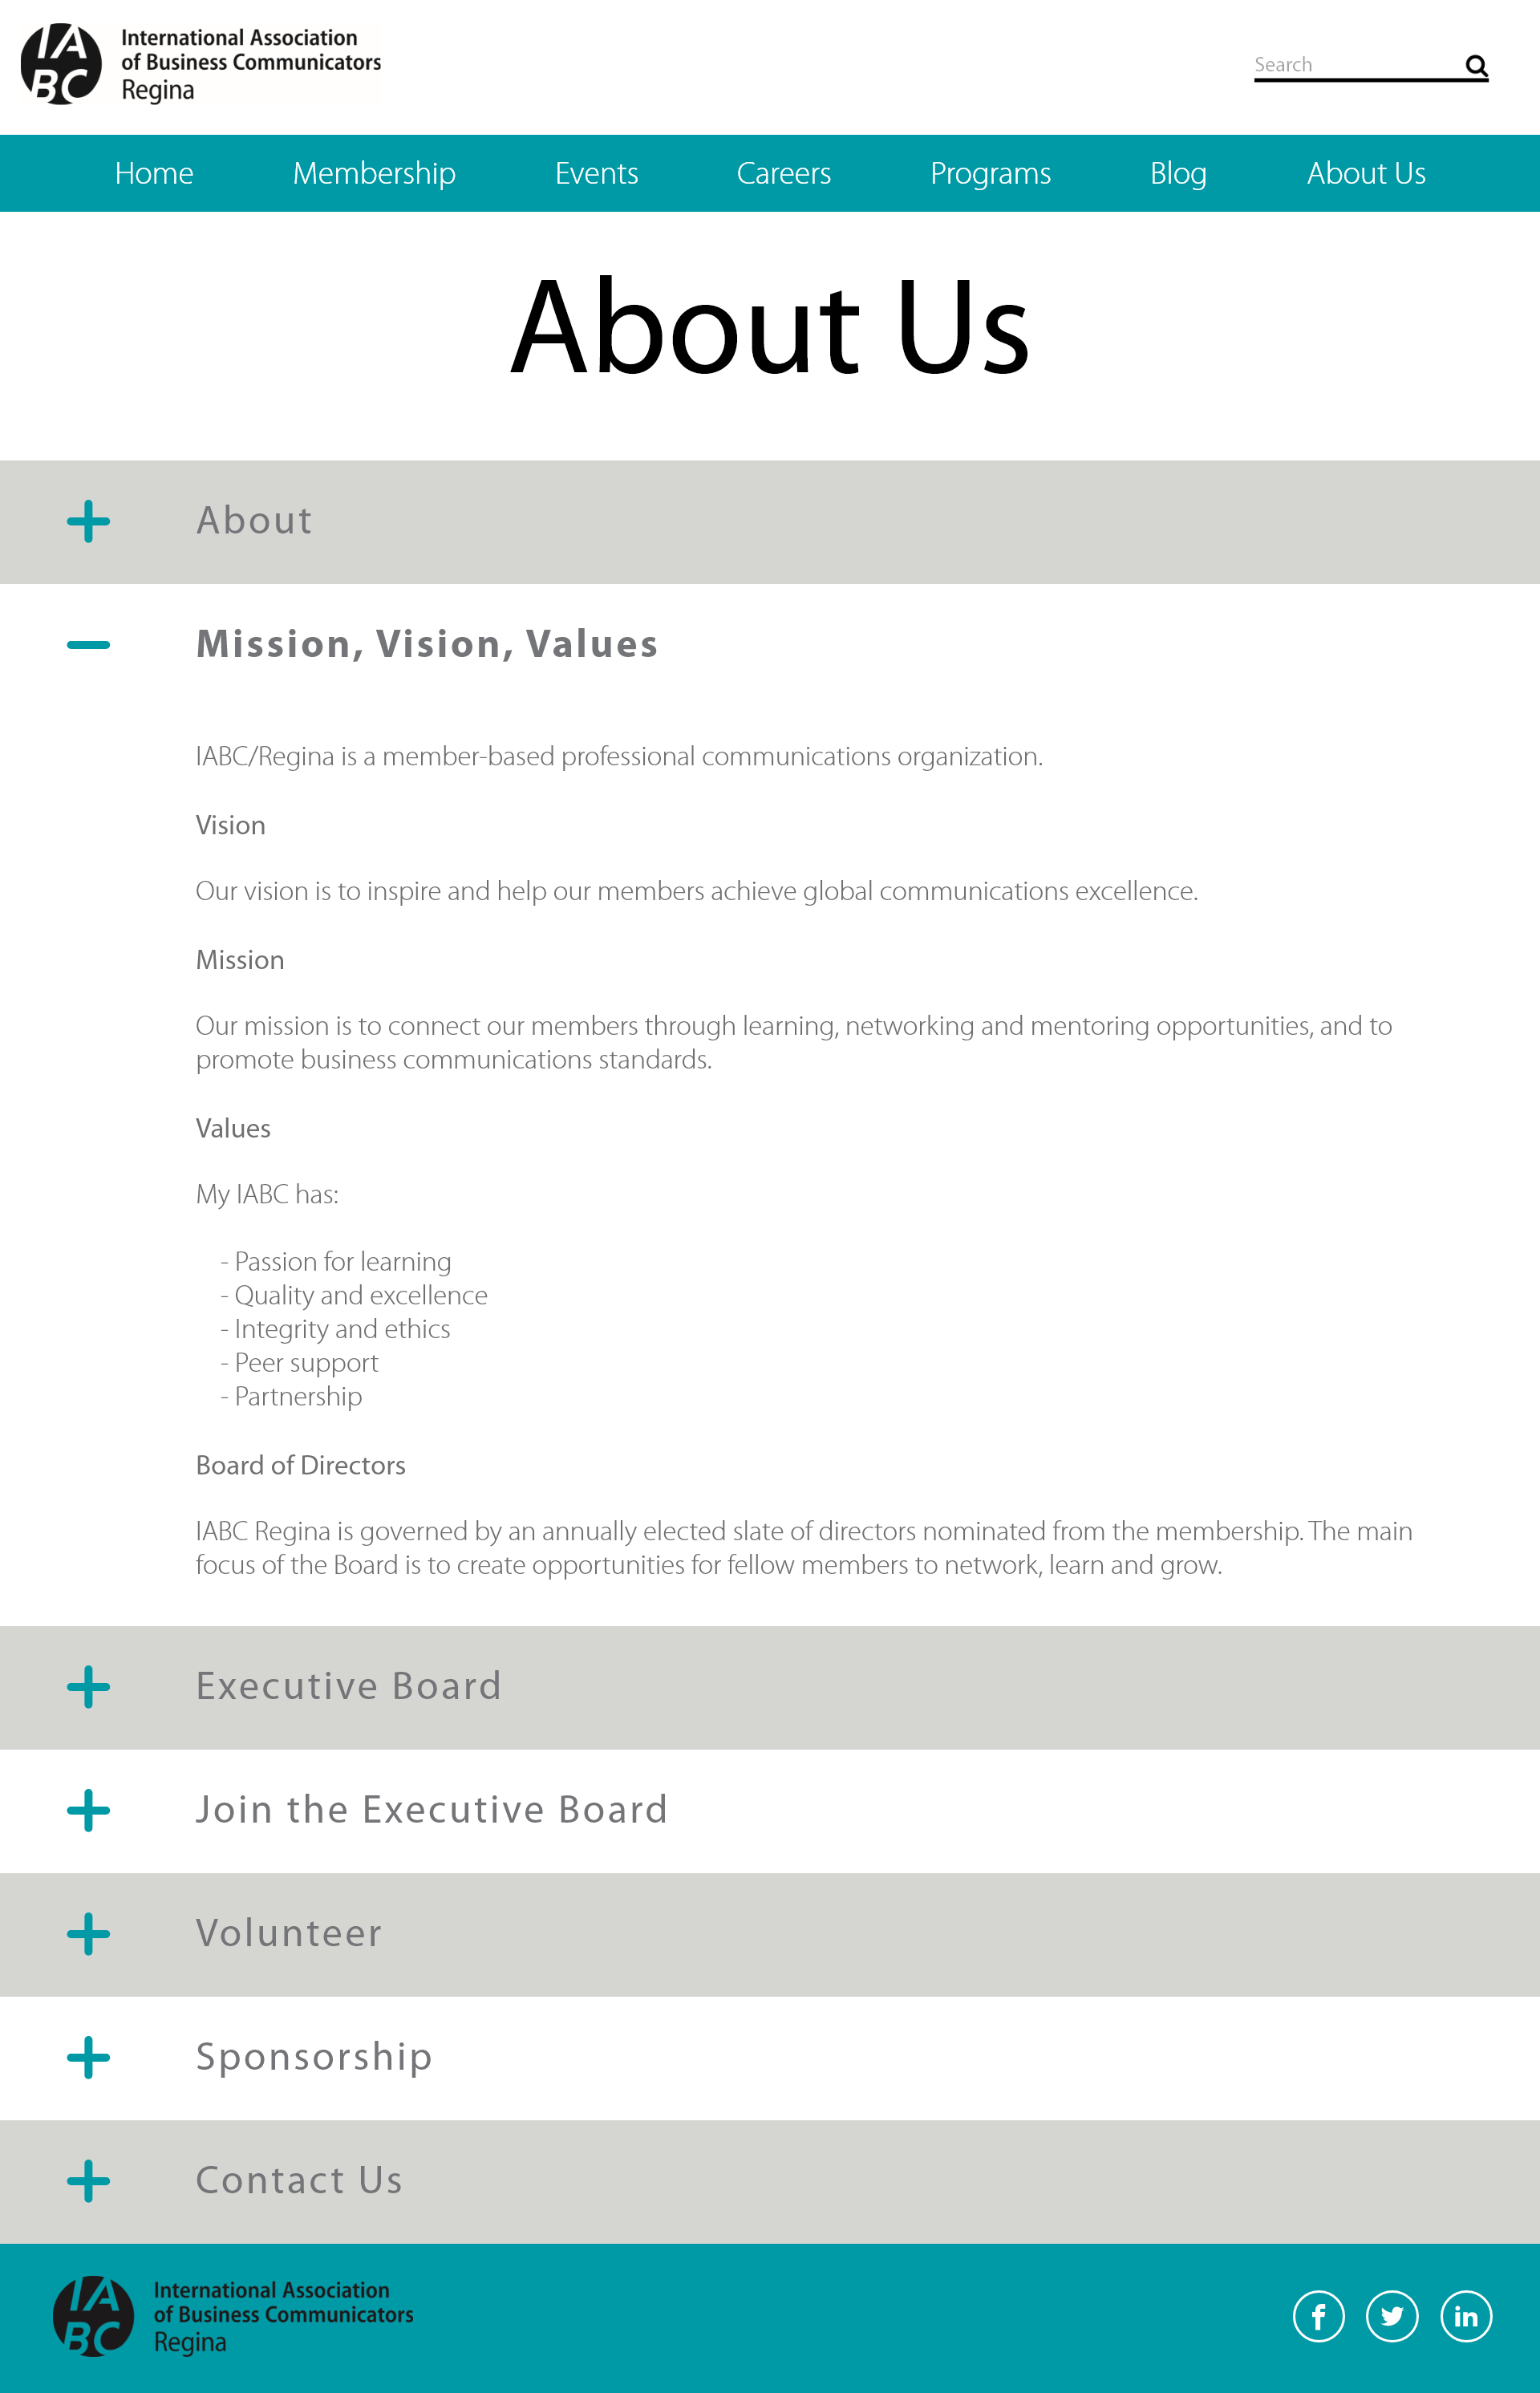 IABC
International Association
of Business Communicators
Regina
Search
Home Membership Events Careers Programs Blog About Us
About Us
About
Mission, Vision, Values
IABC/Regina is a member-based professional communications organization.
Vision
Our vision is to inspire and help our members achieve global communications excellence.
Mission
Our mission is to connect our members through learning, networking and mentoring opportunities, and to
promote business communications standards.
Values
My IABC has:
- Passion for learning
- Quality and excellence
- Integrity and ethics
- Peer support
- Partnership
Board of Directors
IABC Regina is governed by an annually elected slate of directors nominated from the membership. The main
focus of the Board is to create opportunities for fellow members to network, learn and grow.
Executive Board
Join the Executive Board
Volunteer
Sponsorship
Contact Us
IABC
International Association
of Business Communicators
Regina
f in